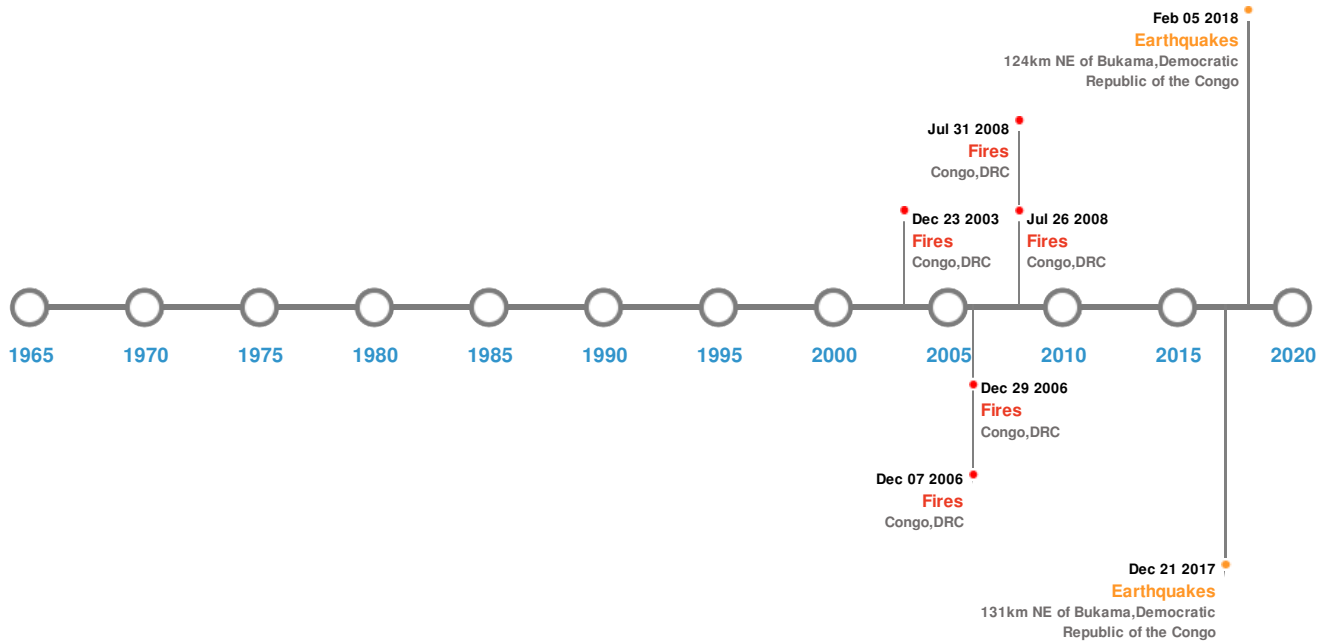 Feb 05 2018
Earthquakes
124km NE of Bukama,Democratic
Republic of the Congo
Jul 31 2008
Fires
Congo,DRC
Dec 23 2003
Fires
Congo,DRC
Jul 26 2008
Fires
Congo,DRC
1965 1970 1975 1980 1985 1990 1995 2000 2005 2010 2015 2020
Dec 29 2006
Fires
Congo,DRC
Dec 07 2006
Fires
Congo,DRC
Dec 21 2017
Earthquakes
131km NE of Bukama,Democratic
Republic of the Congo